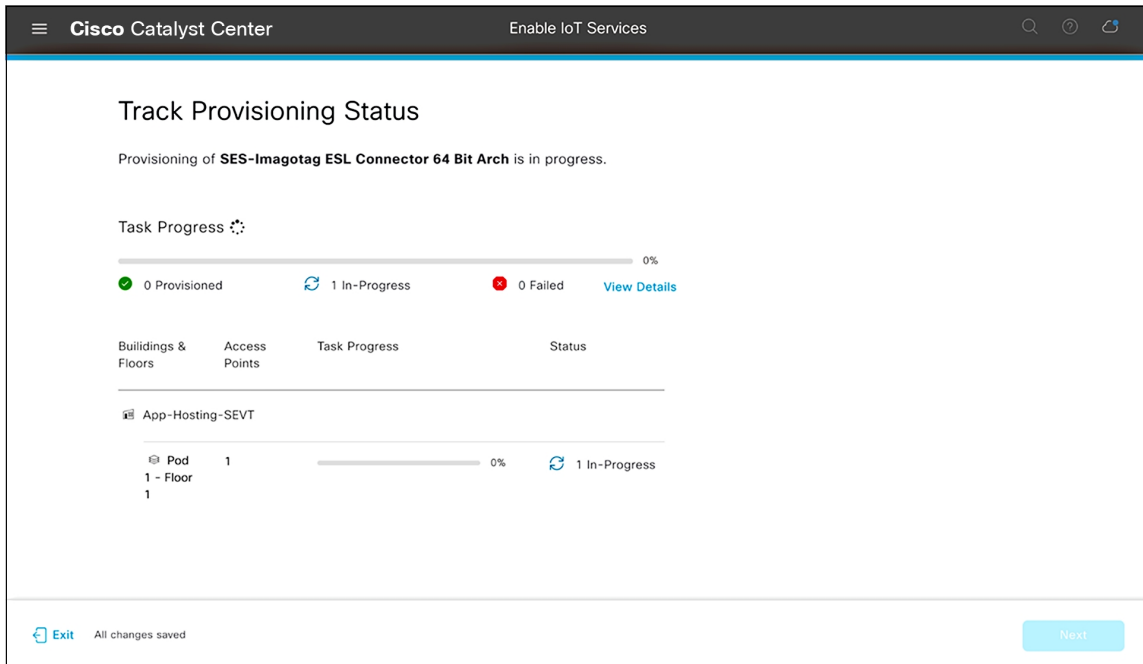 Cisco Catalyst Center
Enable IoT Services
Track Provisioning Status
Provisioning of SES-Imagotag ESL Connector 64 Bit Arch is in progress.
Task Progress
0%
0 Provisioned
1 In-Progress
0 Failed
View Details
Builidings &
Floors
Access
Points
Task Progress
Status
App-Hosting-SEVT
Pod
1 - Floor
1
1
0%
1 In-Progress
Exit
All changes saved
Next